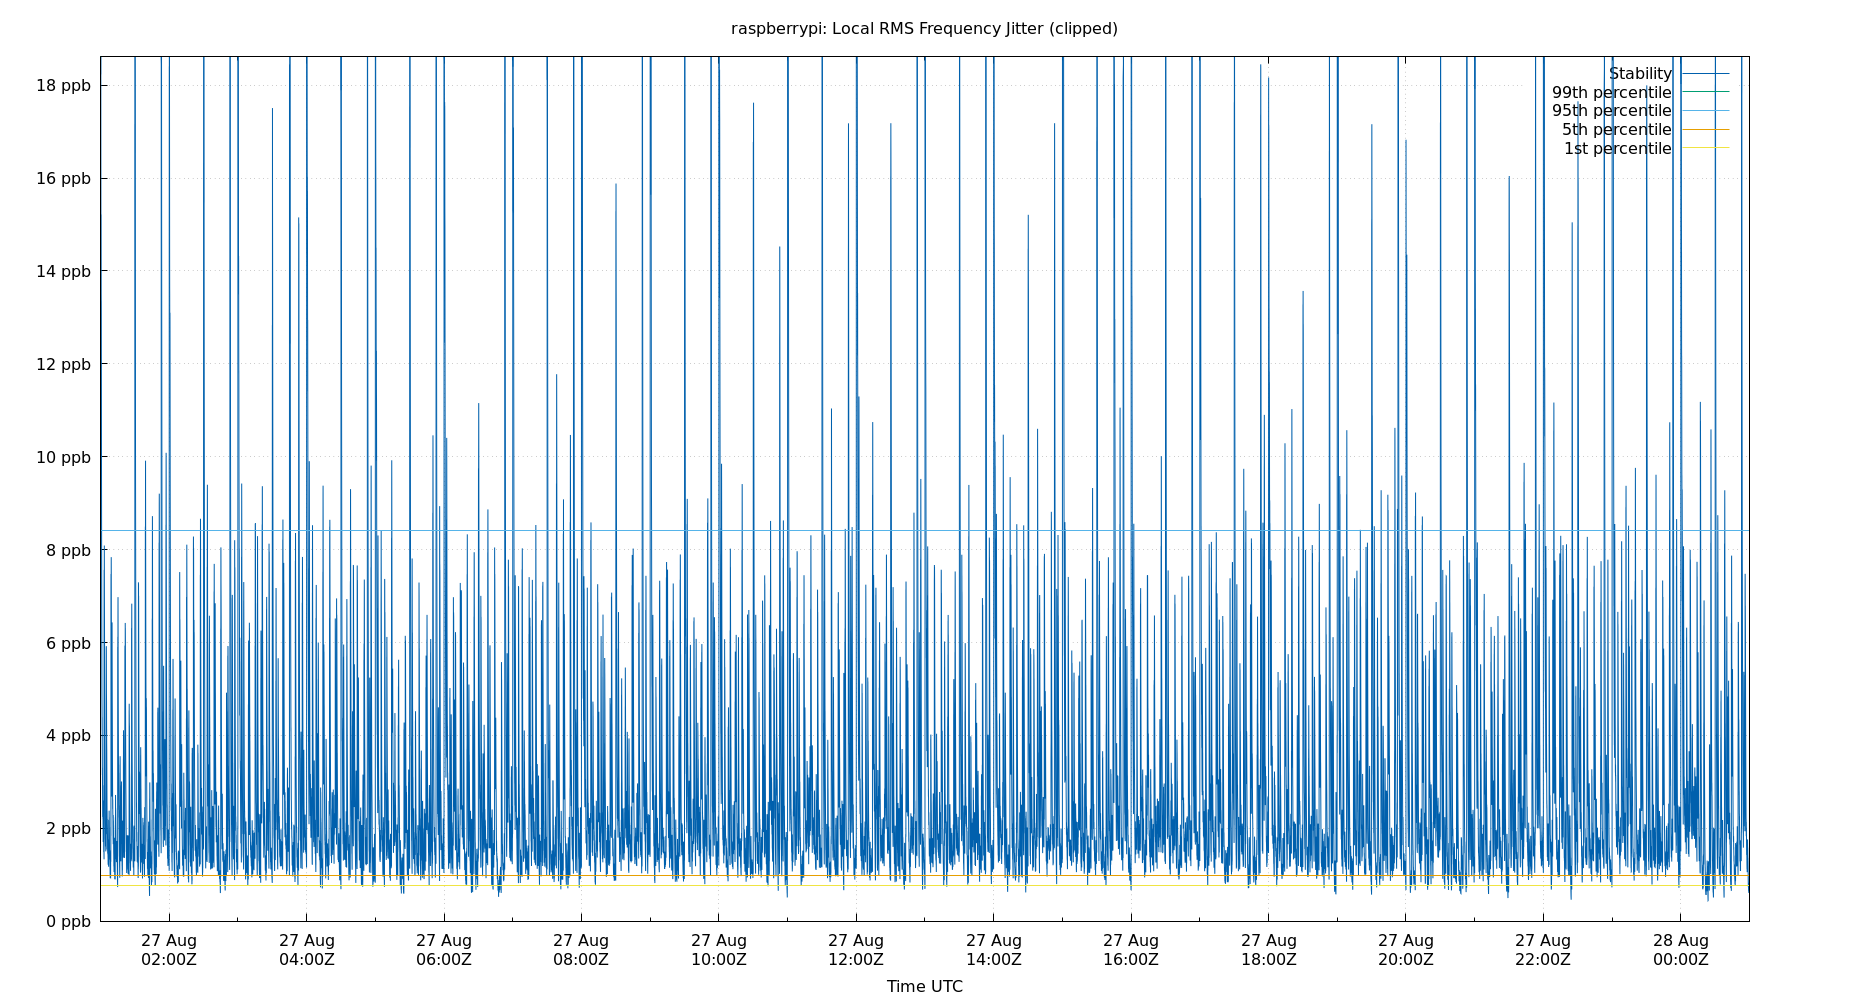 raspberrypi: Local RMS Frequency Jitter (clipped)
18 ppb
16 ppb
14 ppb
12 ppb
10 ppb
8 ppb
6 ppb
4 ppb
2 ppb
0 ppb
Stability
99th percentile
95th percentile
5th percentile
1st percentile
27 Aug 27 Aug 27 Aug 27 Aug 27 Aug 27 Aug 27 Aug 27 Aug 27 Aug 27 Aug 27 Aug 28 Aug
02:00Z 04:00Z 06:00Z 08:00Z 10:00Z 12:00Z 14:00Z 16:00Z 18:00Z 20:00Z 22:00Z 00:00Z
Time UTC